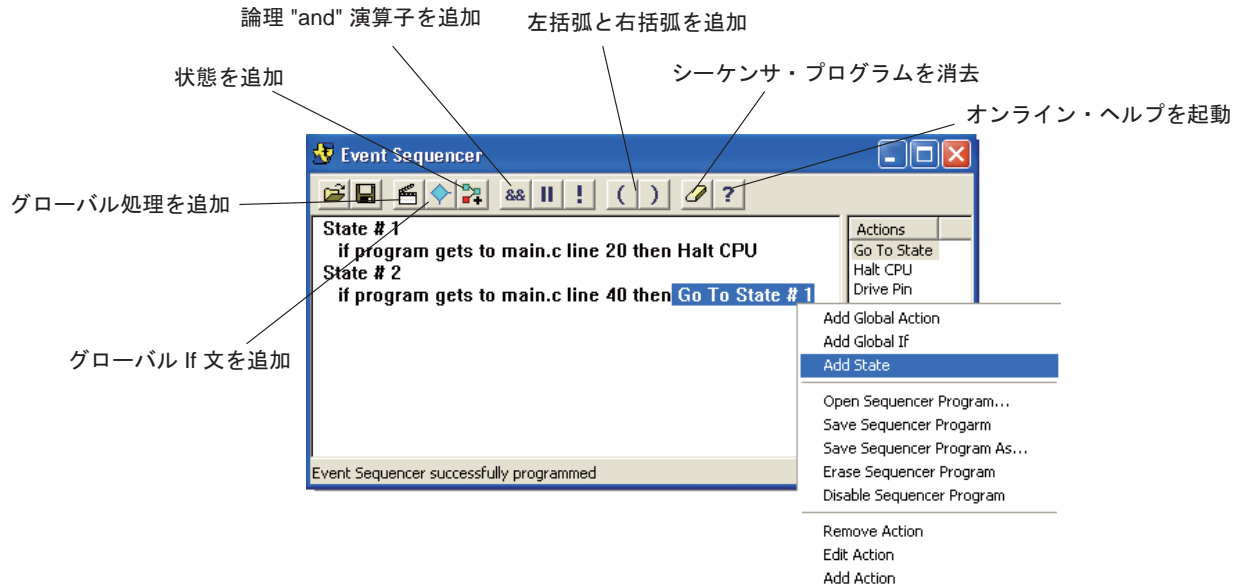 論理 "and" 演算子を追加
左括弧と右括弧を追加
状態を追加
シーケンサ・プログラムを消去
オンライン・ヘルプを起動
グローバル処理を追加
グローバル If 文を追加
Event Sequencer
&& || ! ( ) ?
State # 1
if program gets to main.c line 20 then Halt CPU
State # 2
if program gets to main.c line 40 then Go To State # 1
Actions
Go To State
Halt CPU
Drive Pin
Add Global Action
Add Global If
Add State
Open Sequencer Program...
Save Sequencer Progarm
Save Sequencer Program As...
Erase Sequencer Program
Disable Sequencer Program
Remove Action
Edit Action
Add Action
Event Sequencer successfully programmed